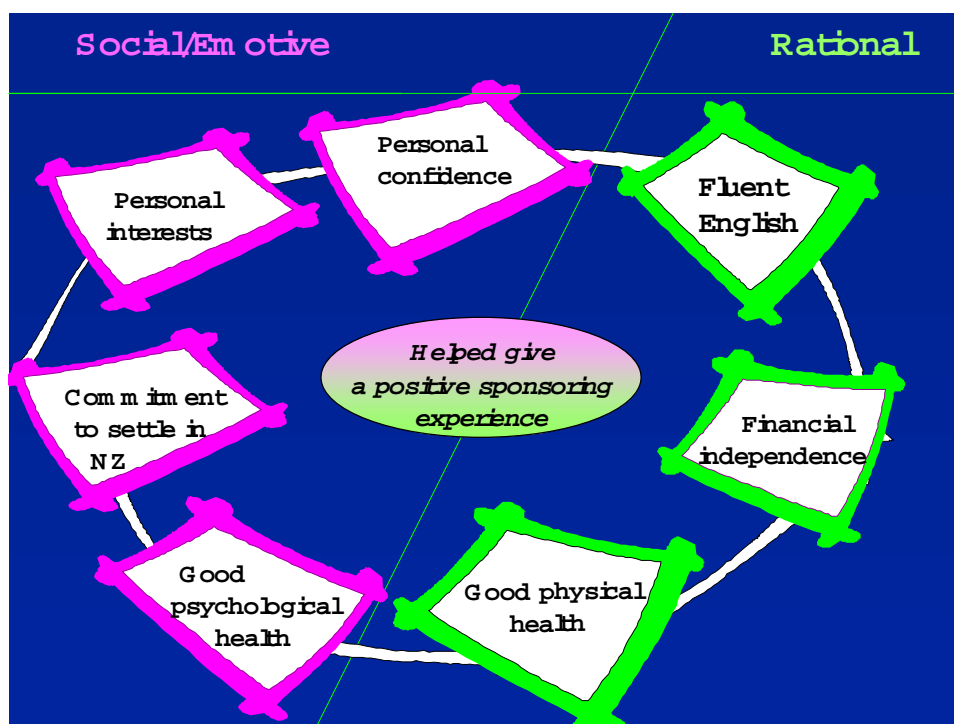 Social/Emotive
Rational
Personal
confidence
Personal
interests
Fluent
English
Helped give
a positive sponsoring
experience
Commitment
to settle in
NZ
Financial
independence
Good
psychological
health
Good physical
health